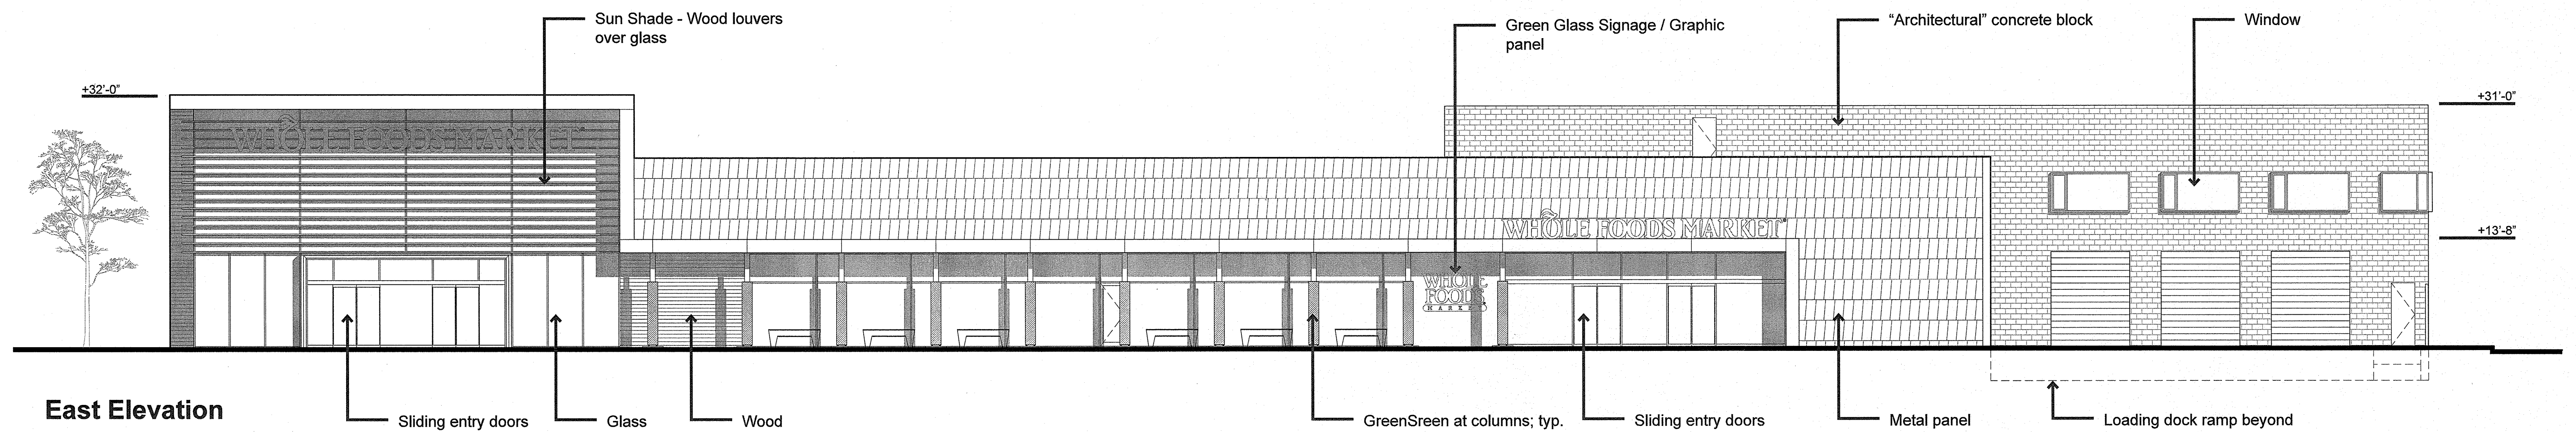 Sun Shade - Wood louvers
over glass
Green Glass Signage / Graphic
panel
“Architectural” concrete block
Window
+32'-0"
+31'-0"
WHOLE FOODS MARKET
WHOLE FOODS MARKET
+13'-8"
WHOLE
FOODS
MARKET
East Elevation
Sliding entry doors
Glass
Wood
GreenSreen at columns; typ.
Sliding entry doors
Metal panel
Loading dock ramp beyond